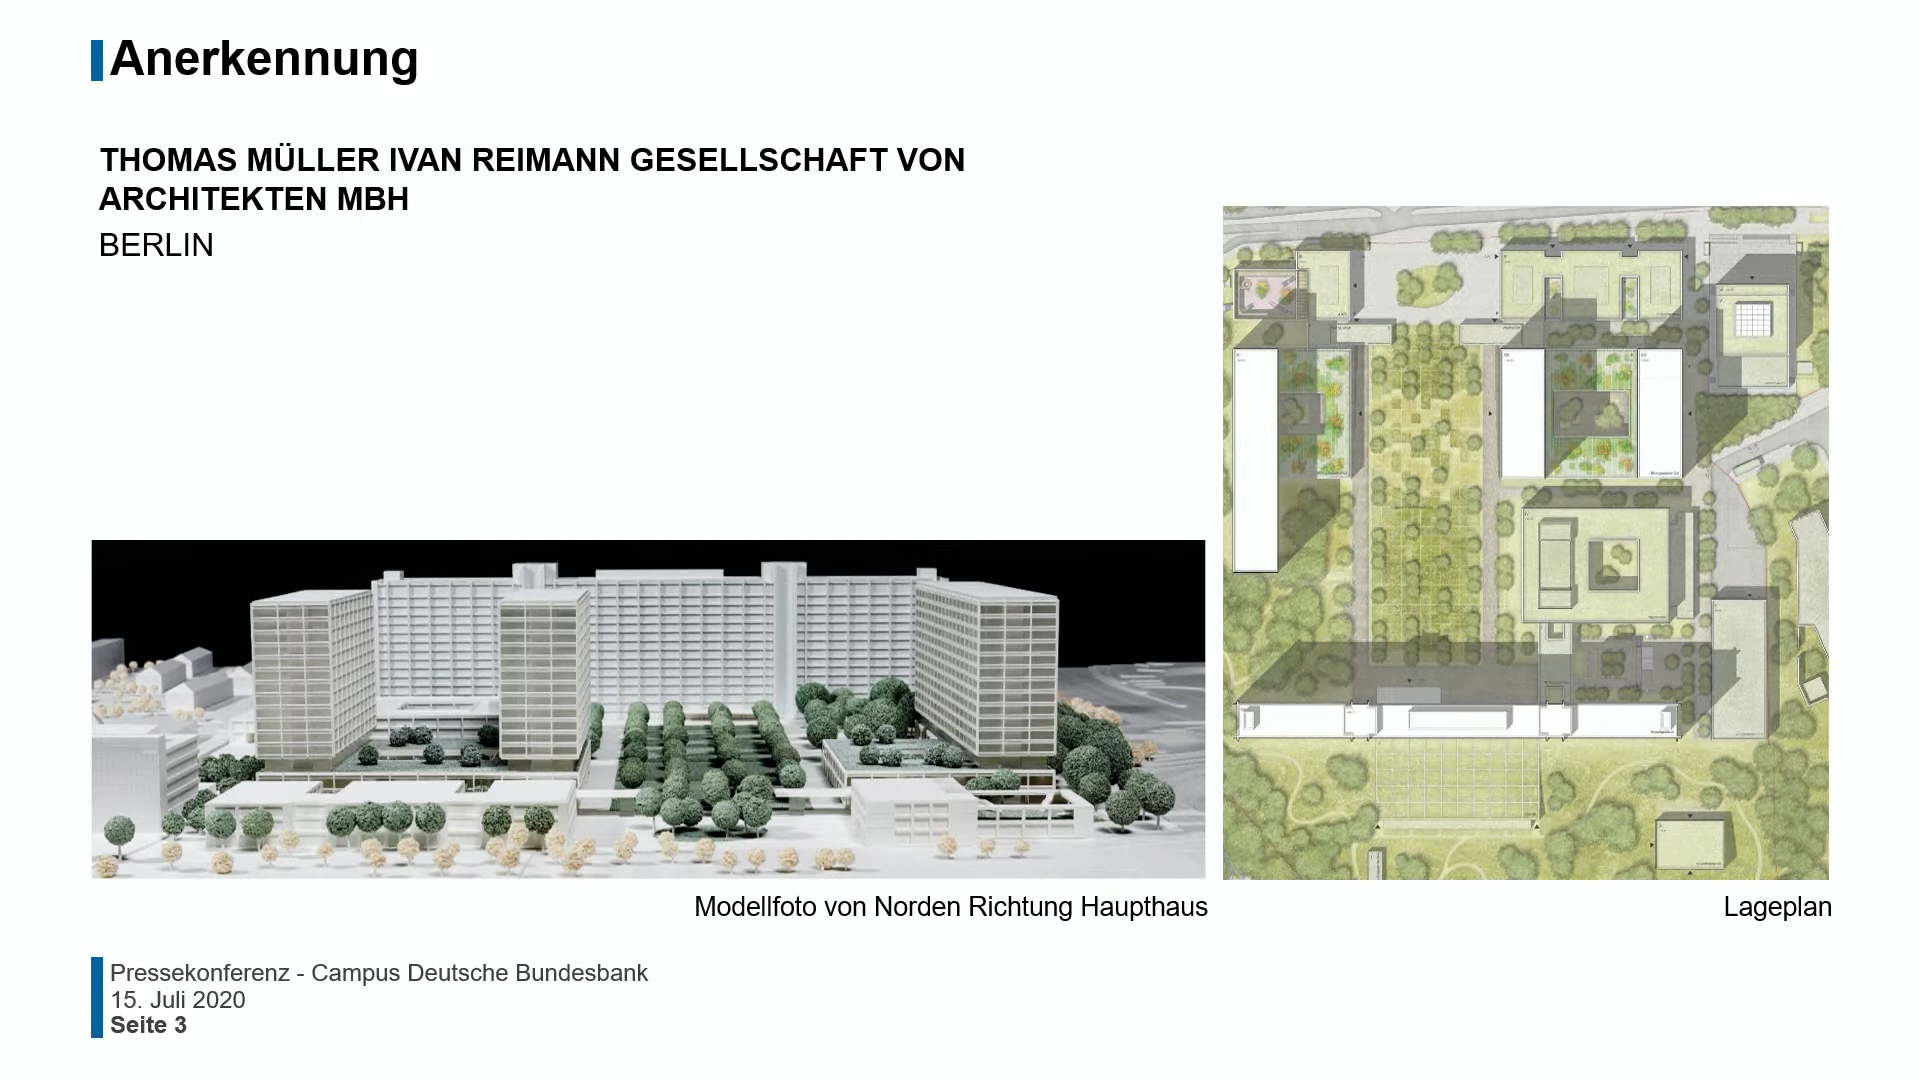 Anerkennung
THOMAS MÜLLER IVAN REIMANN GESELLSCHAFT VON
ARCHITEKTEN MBH
BERLIN
Modellfoto von Norden Richtung Haupthaus
Lageplan
Pressekonferenz - Campus Deutsche Bundesbank
15. Juli 2020
Seite 3